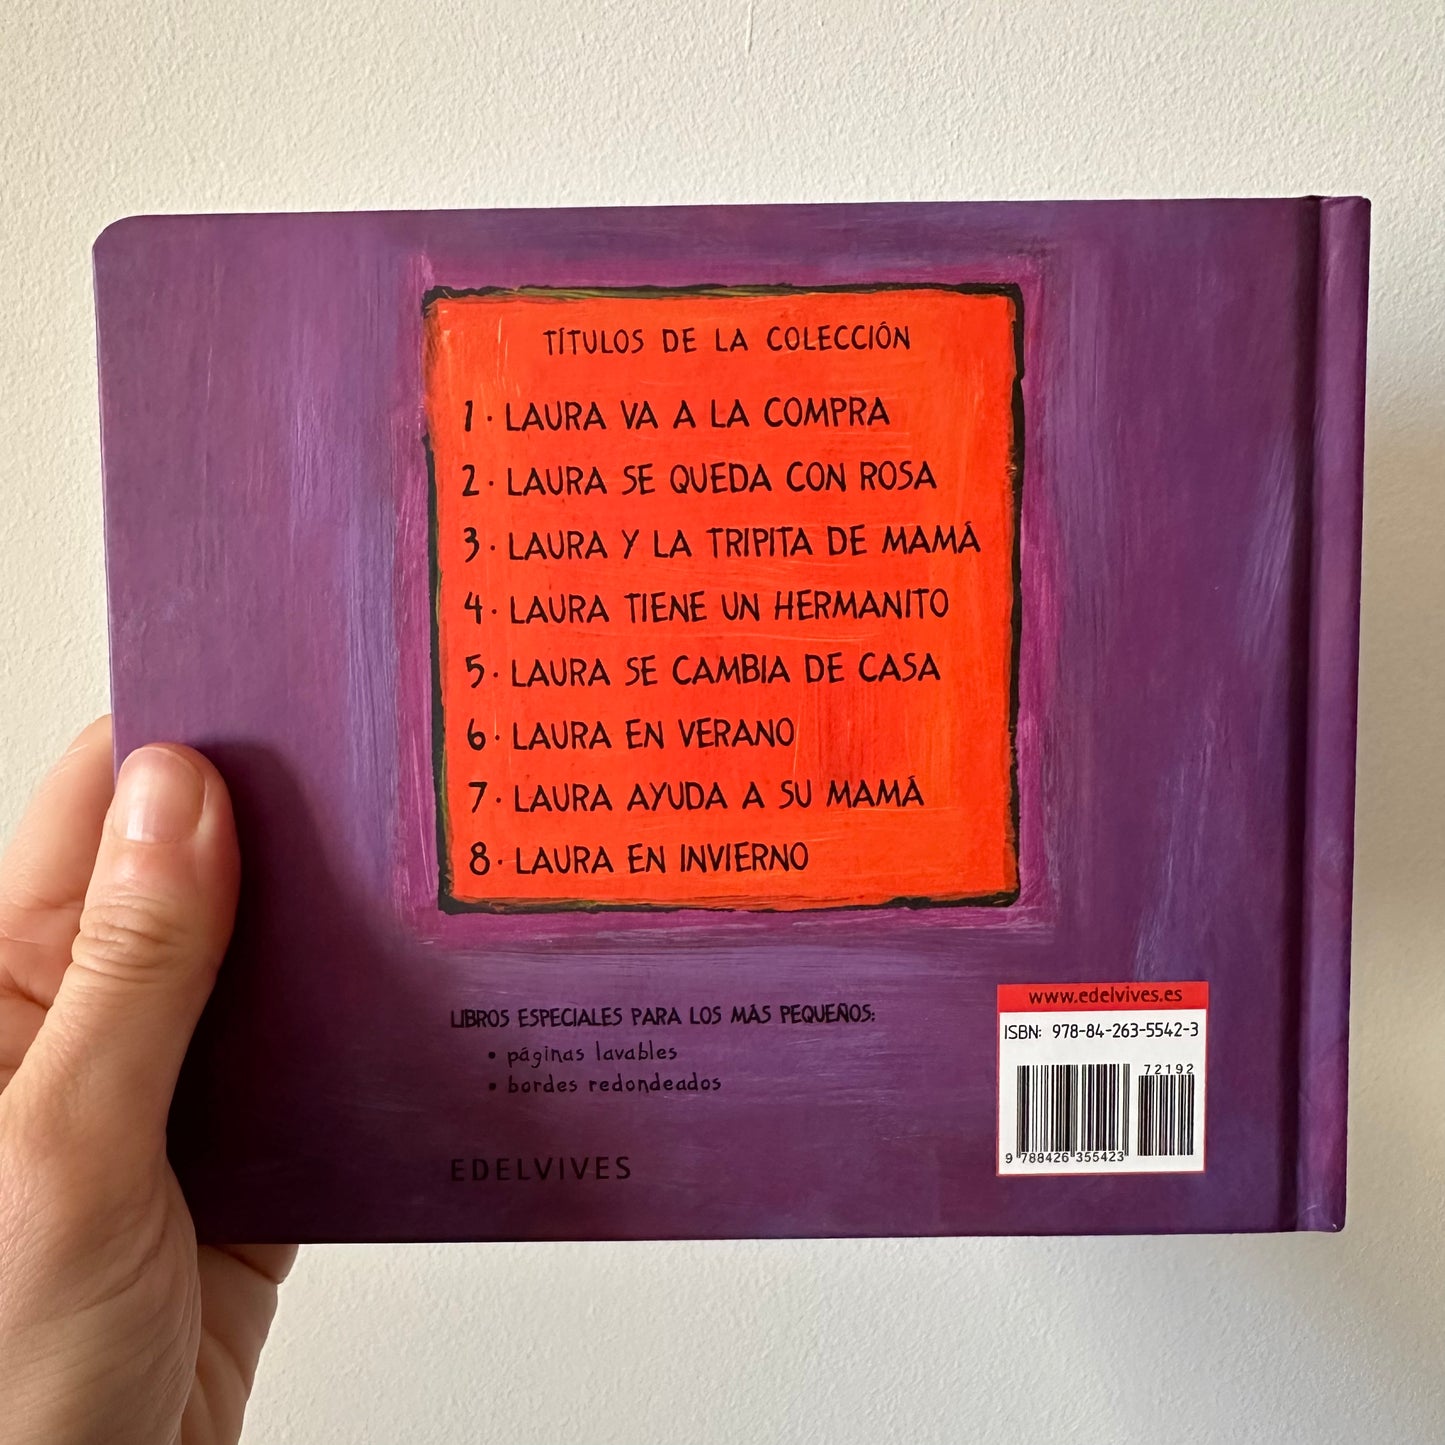 TÍTULOS DE LA COLECCIÓN
1 · LAURA VA A LA COMPRA
2 · LAURA SE QUEDA CON ROSA
3 · LAURA Y LA TRIPITA DE MAMÁ
4 · LAURA TIENE UN HERMANITO
5 · LAURA SE CAMBIA DE CASA
6 · LAURA EN VERANO
7 · LAURA AYUDA A SU MAMÁ
8 · LAURA EN INVIERNO
LIBROS ESPECIALES PARA LOS MÁS PEQUEÑOS:
• páginas lavables
• bordes redondeados
EDELVIVES
www.edelvives.es
ISBN: 978-84-263-5542-3
72192
9 788426 355423